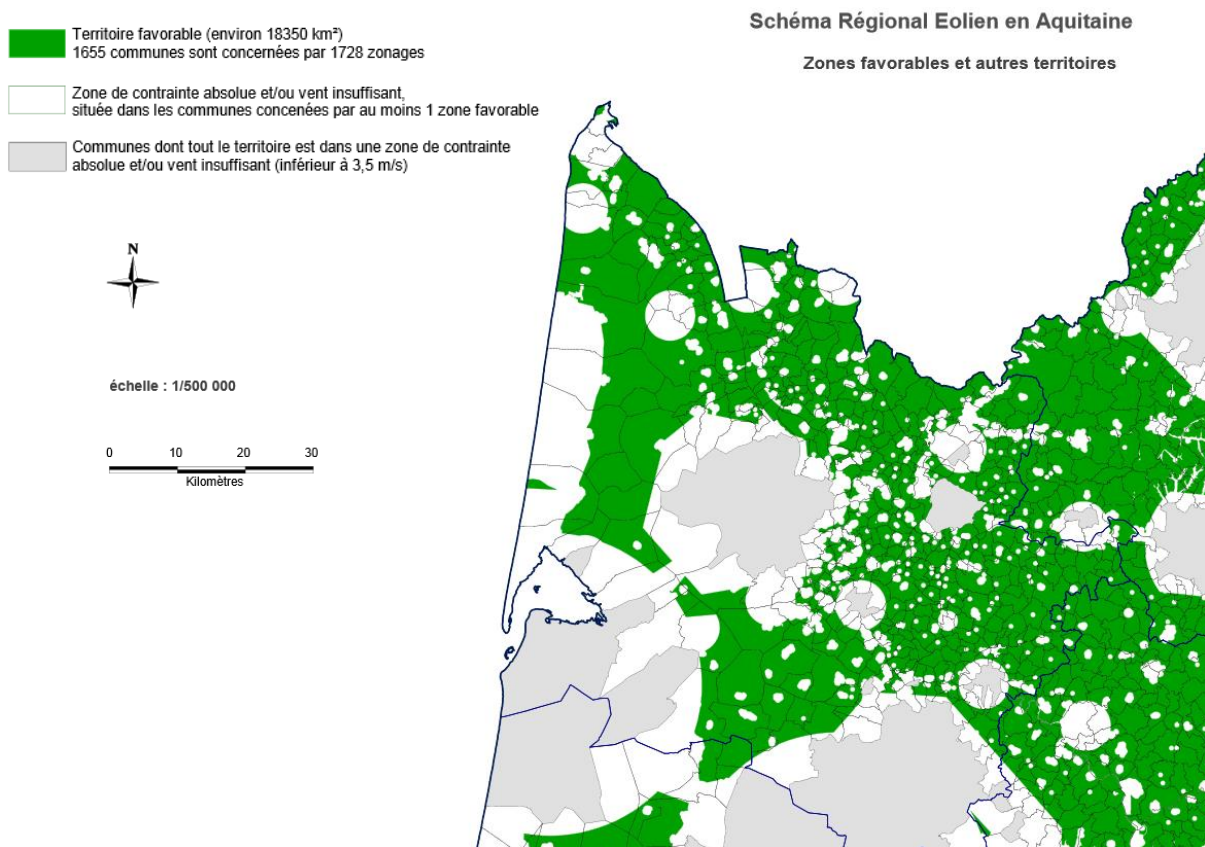 Schéma Régional Eolien en Aquitaine
Zones favorables et autres territoires
Territoire favorable (environ 18350 km²)
1655 communes sont concernées par 1728 zonages
Zone de contrainte absolue et/ou vent insuffisant,
située dans les communes concenées par au moins 1 zone favorable
Communes dont tout le territoire est dans une zone de contrainte
absolue et/ou vent insuffisant (inférieur à 3,5 m/s)
N
échelle : 1/500 000
0 10 20 30
Kilomètres